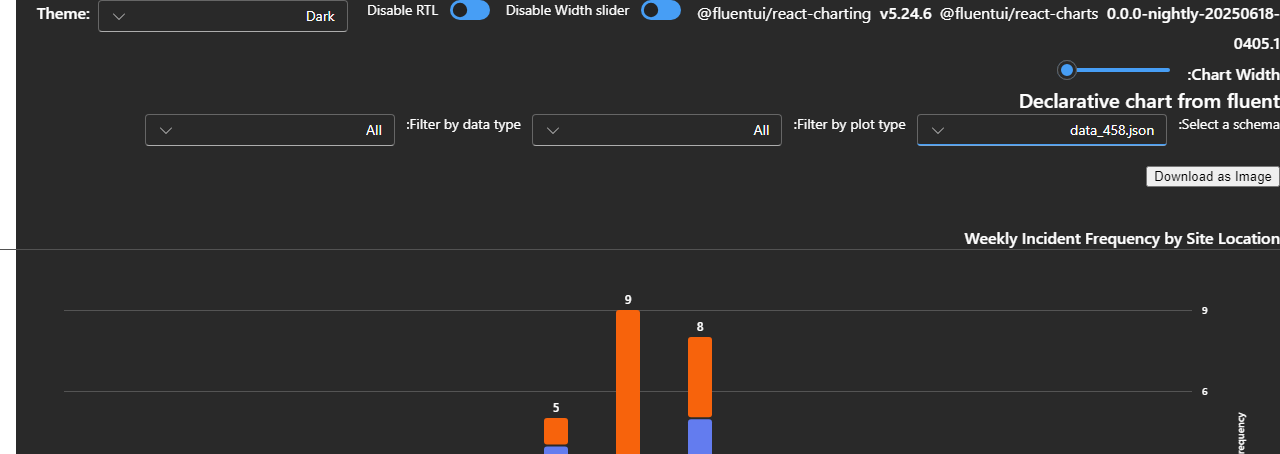 Theme: Dark Disable RTL Disable Width slider @fluentui/react-charting v5.24.6 @fluentui/react-charts 0.0.0-nightly-20250618-
0405.1
:Chart Width
Declarative chart from fluent
:Select a schema data_458.json :Filter by plot type All :Filter by data type All
Download as Image
Weekly Incident Frequency by Site Location
9
9
8
6
5